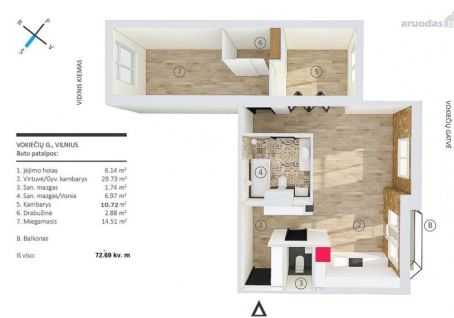 aruodas
R
P
S
V
VIDINIS KIEMAS
VOKIEČIŲ GATVĖ
VOKIEČIŲ G., VILNIUS
Buto patalpos:
1. Įėjimo holas 6.14 m²
2. Virtuvė/Gyv. kambarys 29.73 m²
3. San. mazgas 1.74 m²
4. San. mazgas/Vonia 6.97 m²
5. Kambarys 10.72 m²
6. Drabužinė 2.88 m²
7. Miegamasis 14.51 m²
B. Balkonas
Iš viso: 72.69 kv. m
7
6
5
4
1
2
3
B